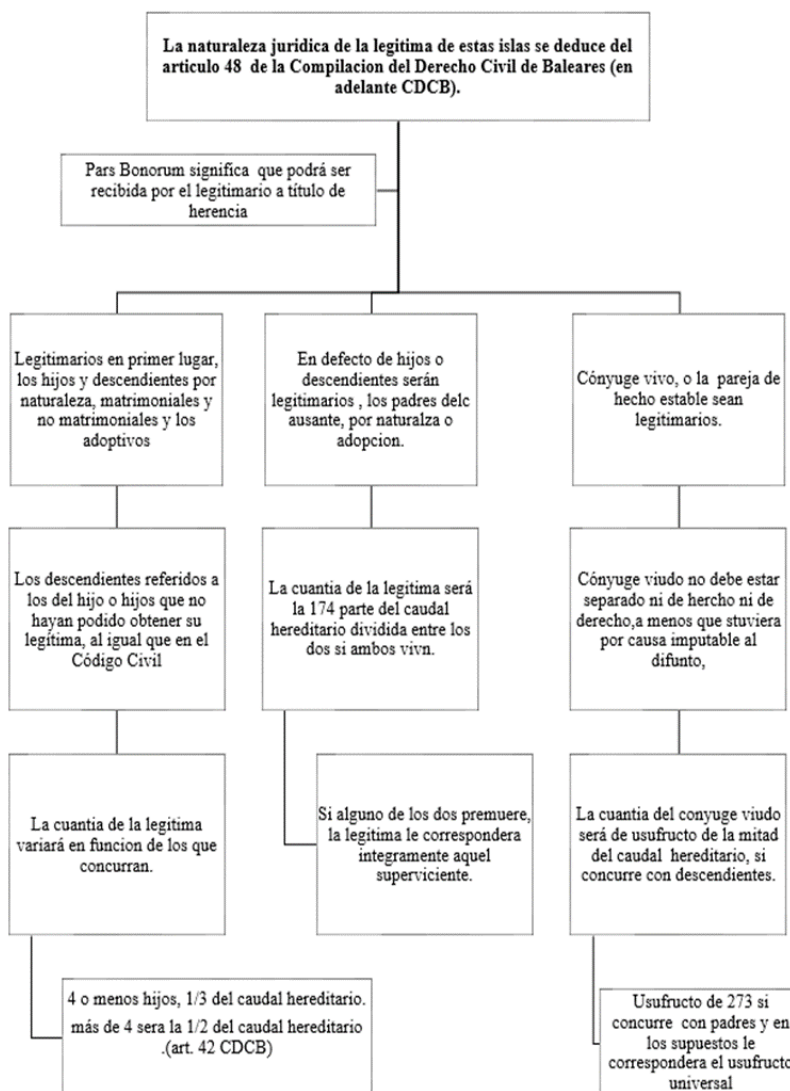 La naturaleza juridica de la legitima de estas islas se deduce del
articulo 48 de la Compilacion del Derecho Civil de Baleares (en
adelante CDCB).
Pars Bonorum significa que podrá ser
recibida por el legitimario a título de
herencia
Legitimarios en primer lugar,
los hijos y descendientes por
naturaleza, matrimoniales y
no matrimoniales y los
adoptivos
Los descendientes referidos a
los del hijo o hijos que no
hayan podido obtener su
legítima, al igual que en el
Código Civil
La cuantia de la legitima
variará en funcion de los que
concurran.
4 o menos hijos, 1/3 del caudal hereditario.
más de 4 sera la 1/2 del caudal hereditario
.(art. 42 CDCB)
En defecto de hijos o
descendientes serán
legitimarios , los padres delc
ausante, por naturalza o
adopcion.
La cuantia de la legitima será
la 174 parte del caudal
hereditario dividida entre los
dos si ambos vivn.
Si alguno de los dos premuere,
la legitima le correspondera
integramente aquel
superviciente.
Cónyuge vivo, o la pareja de
hecho estable sean
legitimarios.
Cónyuge viudo no debe estar
separado ni de hercho ni de
derecho,a menos que stuviera
por causa imputable al
difunto,
La cuantia del conyuge viudo
será de usufructo de la mitad
del caudal hereditario, si
concurre con descendientes.
Usufructo de 273 si
concurre con padres y en
los supuestos le
correspondera el usufructo
universal